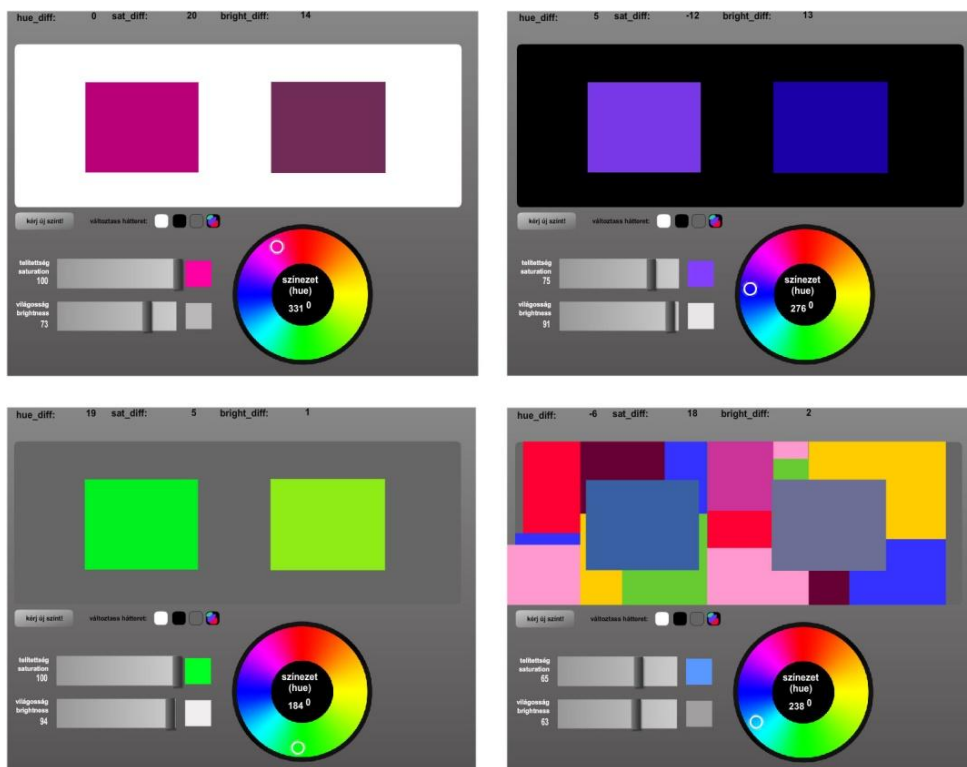 hue_diff: 0 sat_diff: 20 bright_diff: 14
kérj új színt! változtass hátteret:
telítettség
saturation
100
világosság
brightness
73
színezet
(hue)
331 0
hue_diff: 5 sat_diff: -12 bright_diff: 13
kérj új színt! változtass hátteret:
telítettség
saturation
75
világosság
brightness
91
színezet
(hue)
276 0
hue_diff: 19 sat_diff: 5 bright_diff: 1
kérj új színt! változtass hátteret:
telítettség
saturation
100
világosság
brightness
94
színezet
(hue)
184 0
hue_diff: -6 sat_diff: 18 bright_diff: 2
kérj új színt! változtass hátteret:
telítettség
saturation
65
világosság
brightness
63
színezet
(hue)
238 0